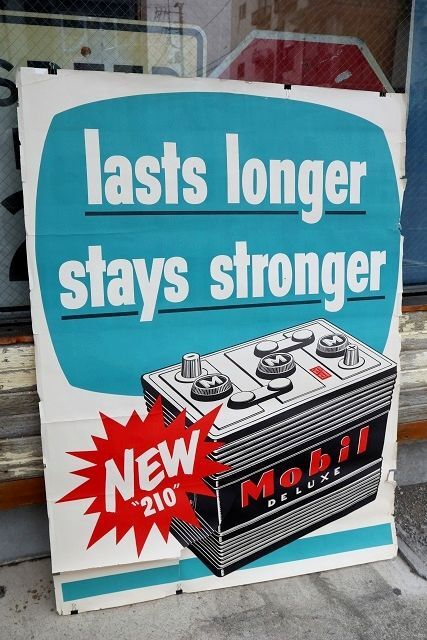 lasts longer
stays stronger
M
M
M
NEW
"210"
Mobil
DELUXE